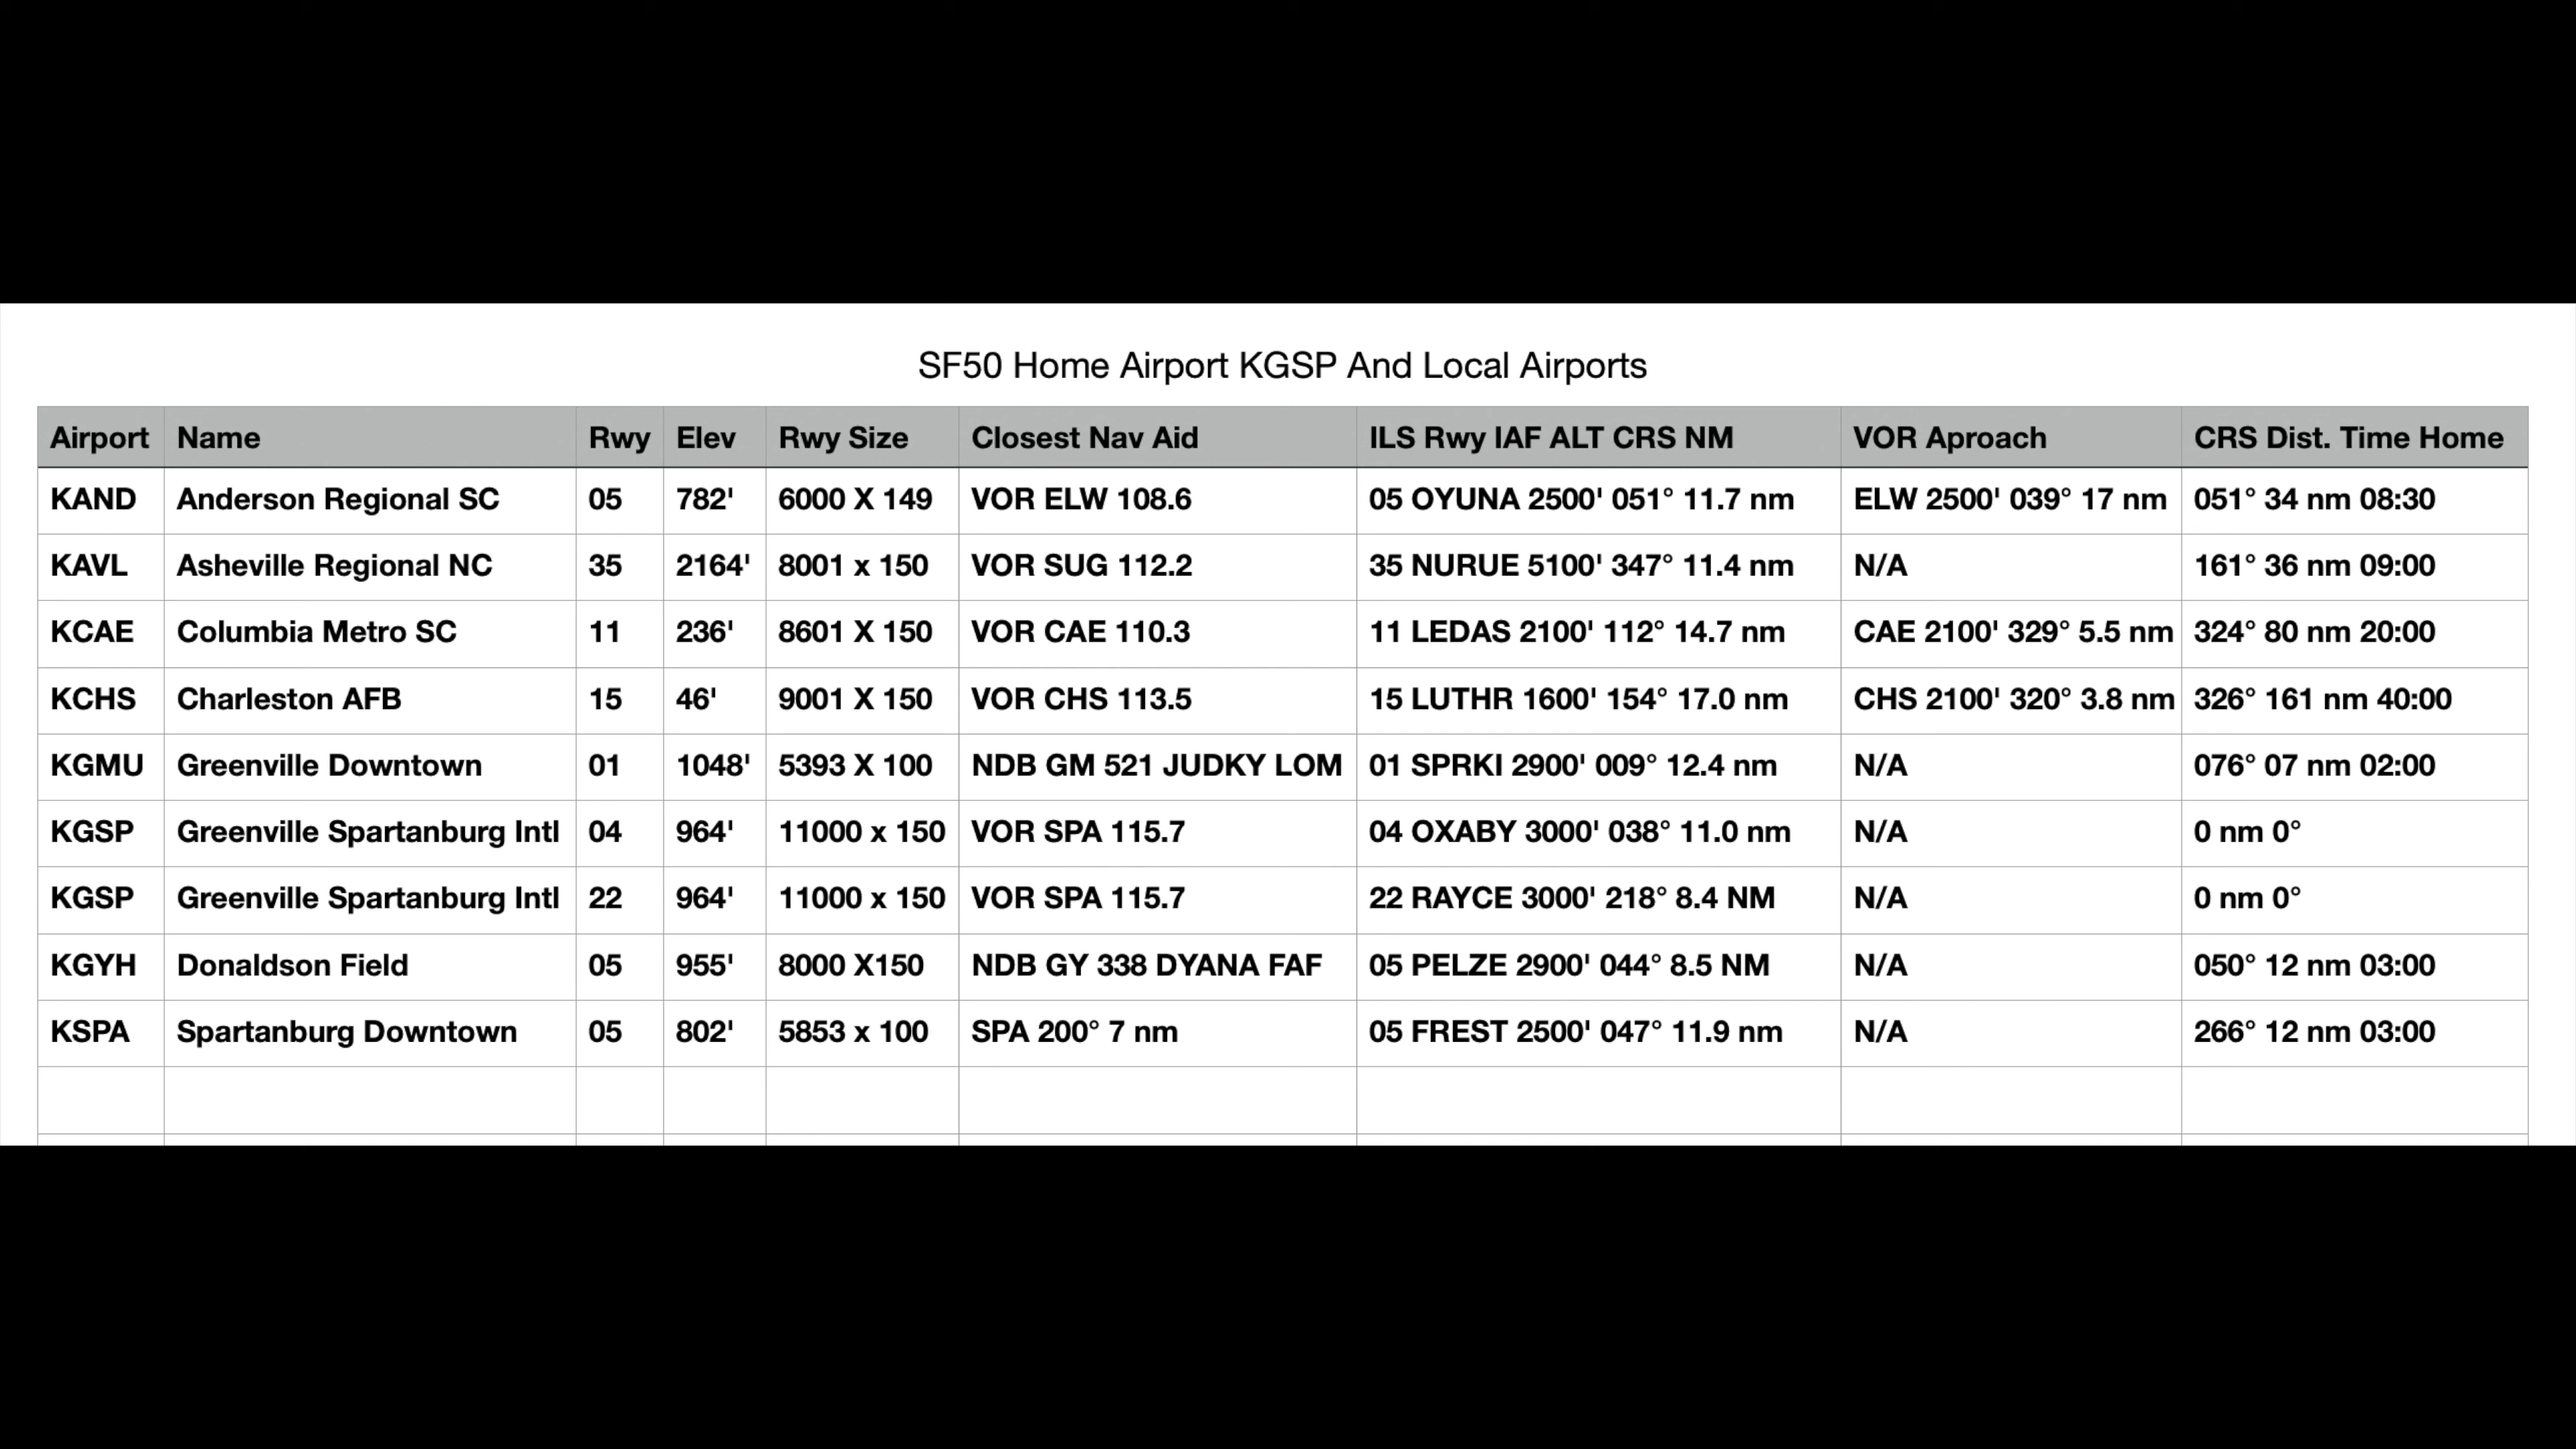 SF50 Home Airport KGSP And Local Airports
Airport Name Rwy Elev Rwy Size Closest Nav Aid ILS Rwy IAF ALT CRS NM VOR Aproach CRS Dist. Time Home
KAND Anderson Regional SC 05 782' 6000 X 149 VOR ELW 108.6 05 OYUNA 2500' 051° 11.7 nm ELW 2500' 039° 17 nm 051° 34 nm 08:30
KAVL Asheville Regional NC 35 2164' 8001 x 150 VOR SUG 112.2 35 NURUE 5100' 347° 11.4 nm N/A 161° 36 nm 09:00
KCAE Columbia Metro SC 11 236' 8601 X 150 VOR CAE 110.3 11 LEDAS 2100' 112° 14.7 nm CAE 2100' 329° 5.5 nm 324° 80 nm 20:00
KCHS Charleston AFB 15 46' 9001 X 150 VOR CHS 113.5 15 LUTHR 1600' 154° 17.0 nm CHS 2100' 320° 3.8 nm 326° 161 nm 40:00
KGMU Greenville Downtown 01 1048' 5393 X 100 NDB GM 521 JUDKY LOM 01 SPRKI 2900' 009° 12.4 nm N/A 076° 07 nm 02:00
KGSP Greenville Spartanburg Intl 04 964' 11000 x 150 VOR SPA 115.7 04 OXABY 3000' 038° 11.0 nm N/A 0 nm 0°
KGSP Greenville Spartanburg Intl 22 964' 11000 x 150 VOR SPA 115.7 22 RAYCE 3000' 218° 8.4 NM N/A 0 nm 0°
KGYH Donaldson Field 05 955' 8000 X150 NDB GY 338 DYANA FAF 05 PELZE 2900' 044° 8.5 NM N/A 050° 12 nm 03:00
KSPA Spartanburg Downtown 05 802' 5853 x 100 SPA 200° 7 nm 05 FREST 2500' 047° 11.9 nm N/A 266° 12 nm 03:00